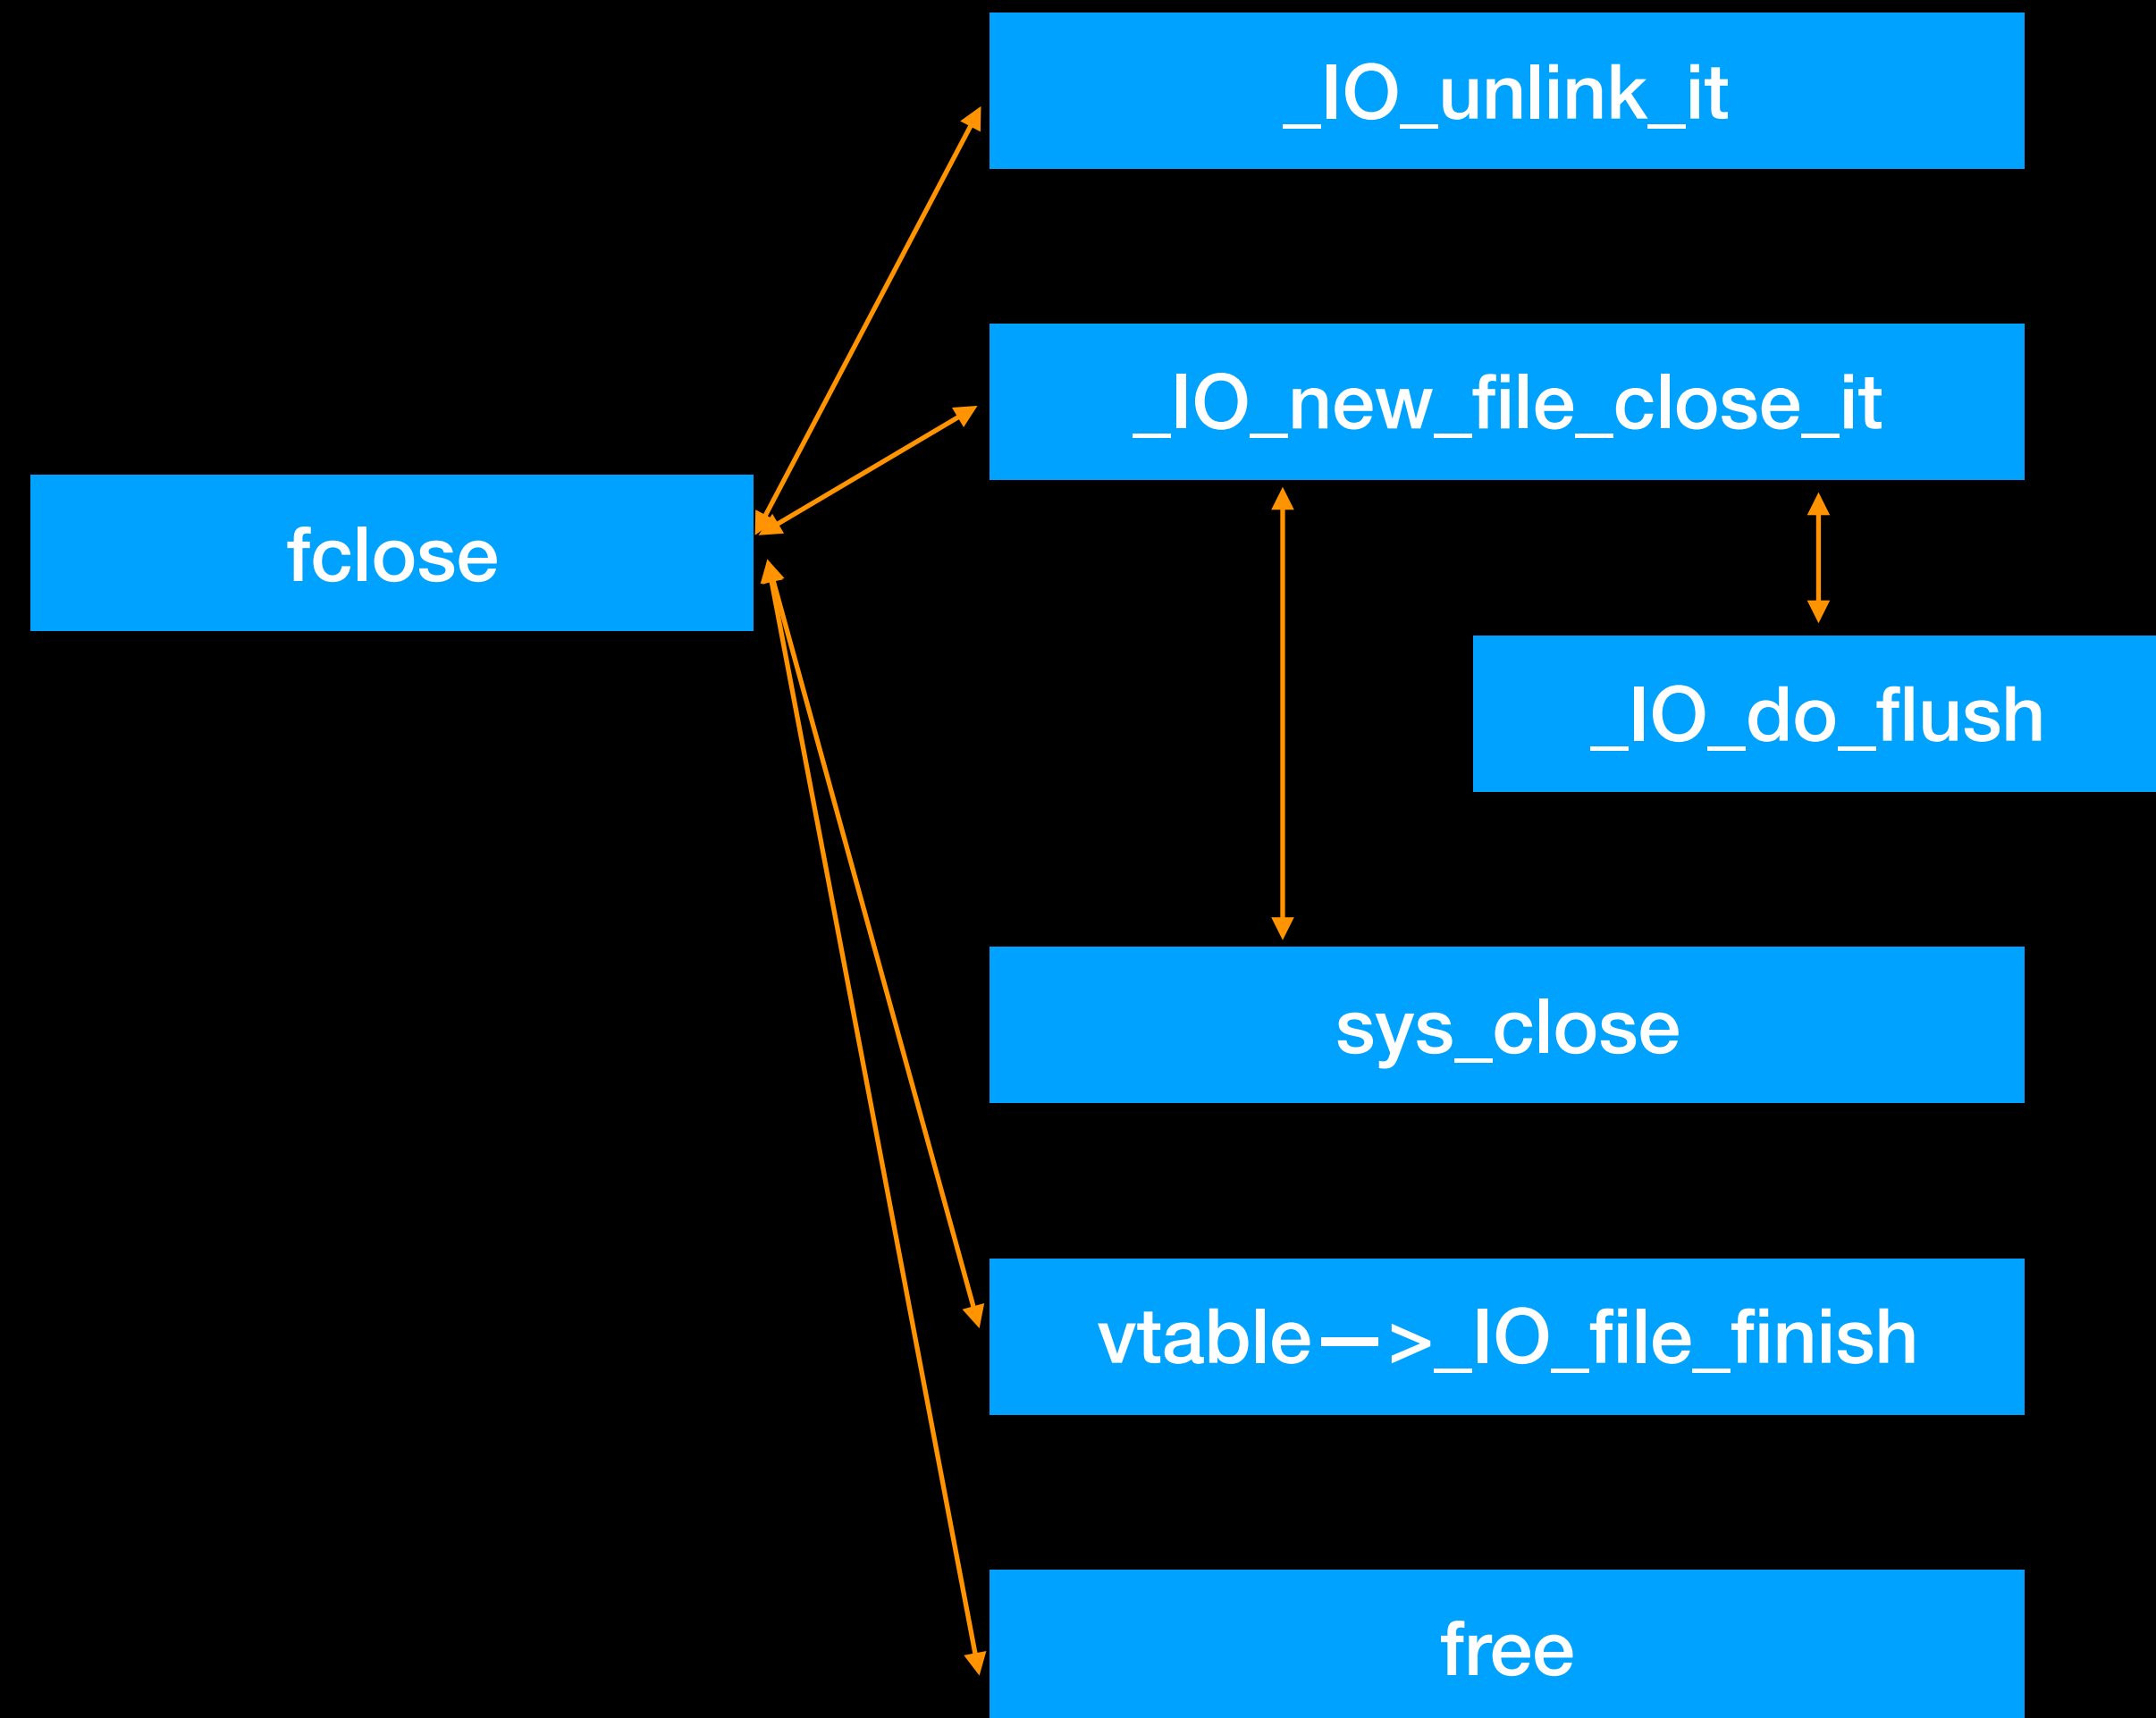 _IO_unlink_it
_IO_new_file_close_it
fclose
_IO_do_flush
sys_close
vtable—>_IO_file_finish
free